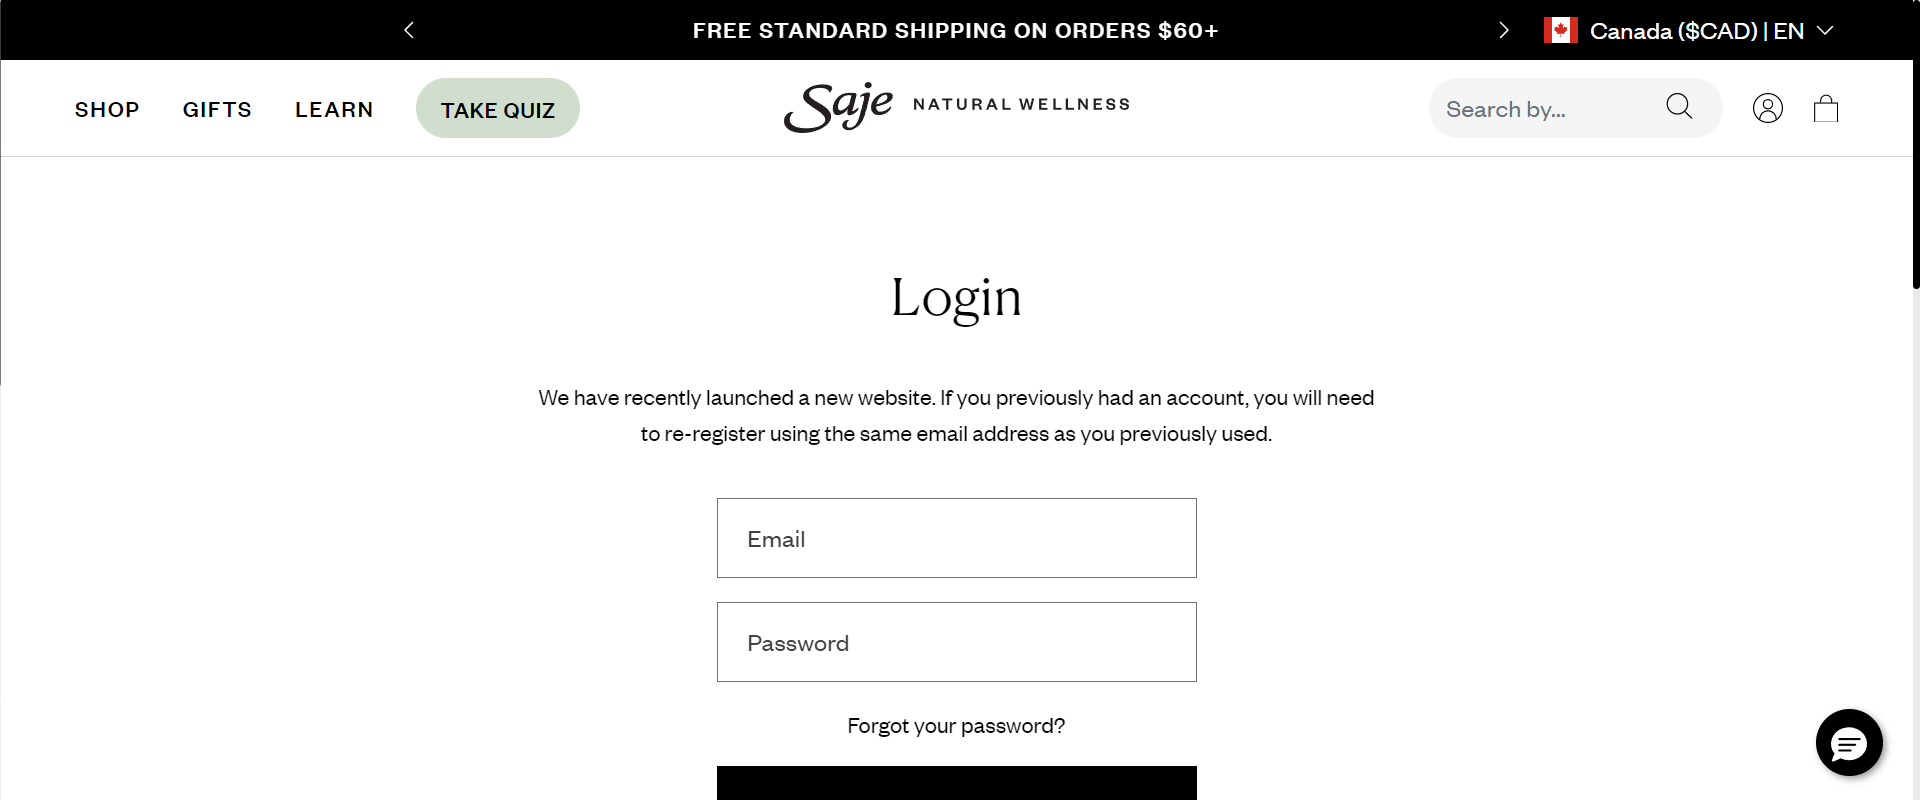 FREE STANDARD SHIPPING ON ORDERS $60+
Canada ($CAD) | EN
SHOP
GIFTS
LEARN
TAKE QUIZ
Saje NATURAL WELLNESS
Search by...
Login
We have recently launched a new website. If you previously had an account, you will need
to re-register using the same email address as you previously used.
Email
Password
Forgot your password?